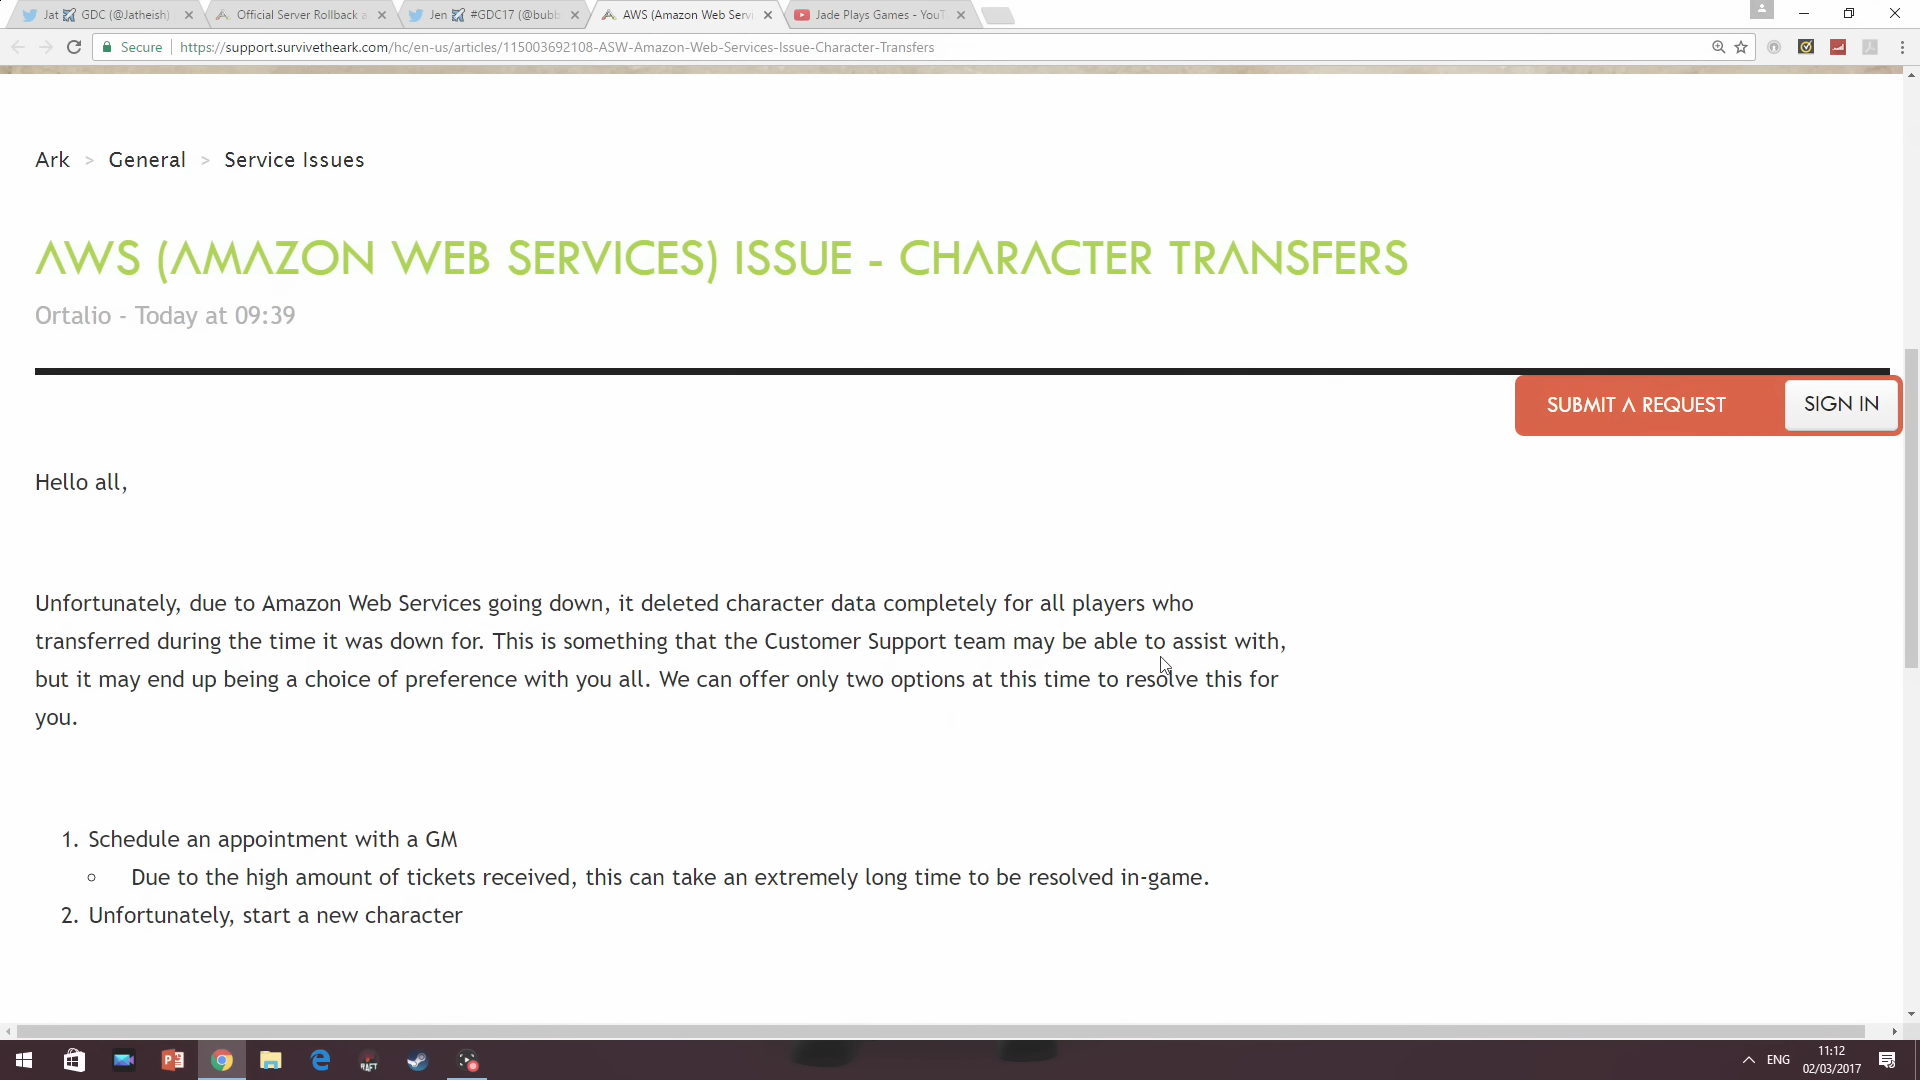 Jat GDC (@Jatheish)
Official Server Rollback a
Jen #GDC17 (@bubb
AWS (Amazon Web Serv
Jade Plays Games - YouT
Secure
https://support.survivetheark.com/hc/en-us/articles/115003692108-ASW-Amazon-Web-Services-Issue-Character-Transfers
Ark > General > Service Issues
AWS (AMAZON WEB SERVICES) ISSUE - CHARACTER TRANSFERS
Ortalio - Today at 09:39
SUBMIT A REQUEST
SIGN IN
Hello all,
Unfortunately, due to Amazon Web Services going down, it deleted character data completely for all players who
transferred during the time it was down for. This is something that the Customer Support team may be able to assist with,
but it may end up being a choice of preference with you all. We can offer only two options at this time to resolve this for
you.
1. Schedule an appointment with a GM
Due to the high amount of tickets received, this can take an extremely long time to be resolved in-game.
2. Unfortunately, start a new character
RAFT
ENG
11:12
02/03/2017